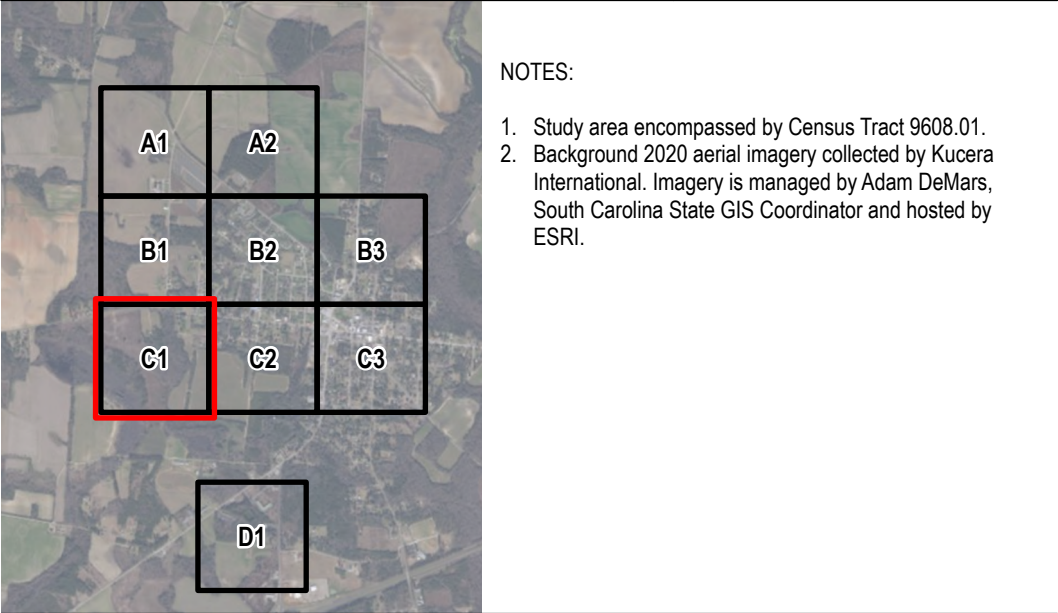 A1
A2
B1
B2
B3
C1
C2
C3
D1
NOTES:
1. Study area encompassed by Census Tract 9608.01.
2. Background 2020 aerial imagery collected by Kucera
International. Imagery is managed by Adam DeMars,
South Carolina State GIS Coordinator and hosted by
ESRI.